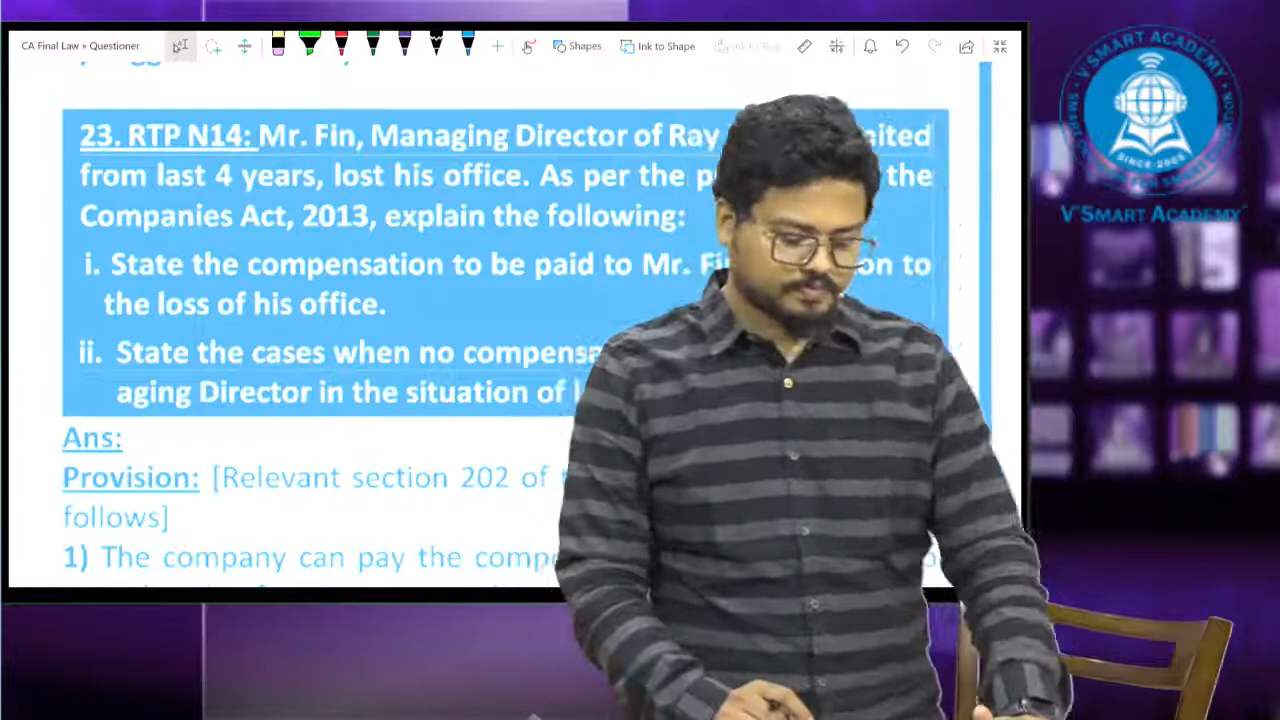 CA Final Law » Questioner
Shapes
Ink to Shape
23. RTP N14: Mr. Fin, Managing Director of Ray
from last 4 years, lost his office. As per the the
Companies Act, 2013, explain the following:
i. State the compensation to be paid to Mr. to
the loss of his office.
ii. State the cases when no
aging Director in the situation of
Ans:
Provision: [Relevant section 202 of
follows]
1) The company can pay the
V'SMART ACADEMY
SINCE 2005
V'SMART ACADEMY